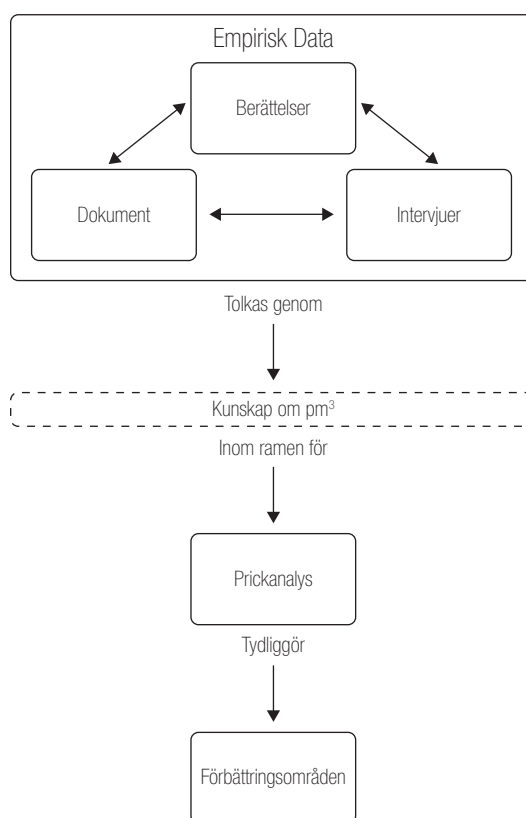 Empirisk Data
Berättelser
Dokument
Intervjuer
Tolkas genom
Kunskap om pm³
Inom ramen för
Prickanalys
Tydliggör
Förbättringsområden